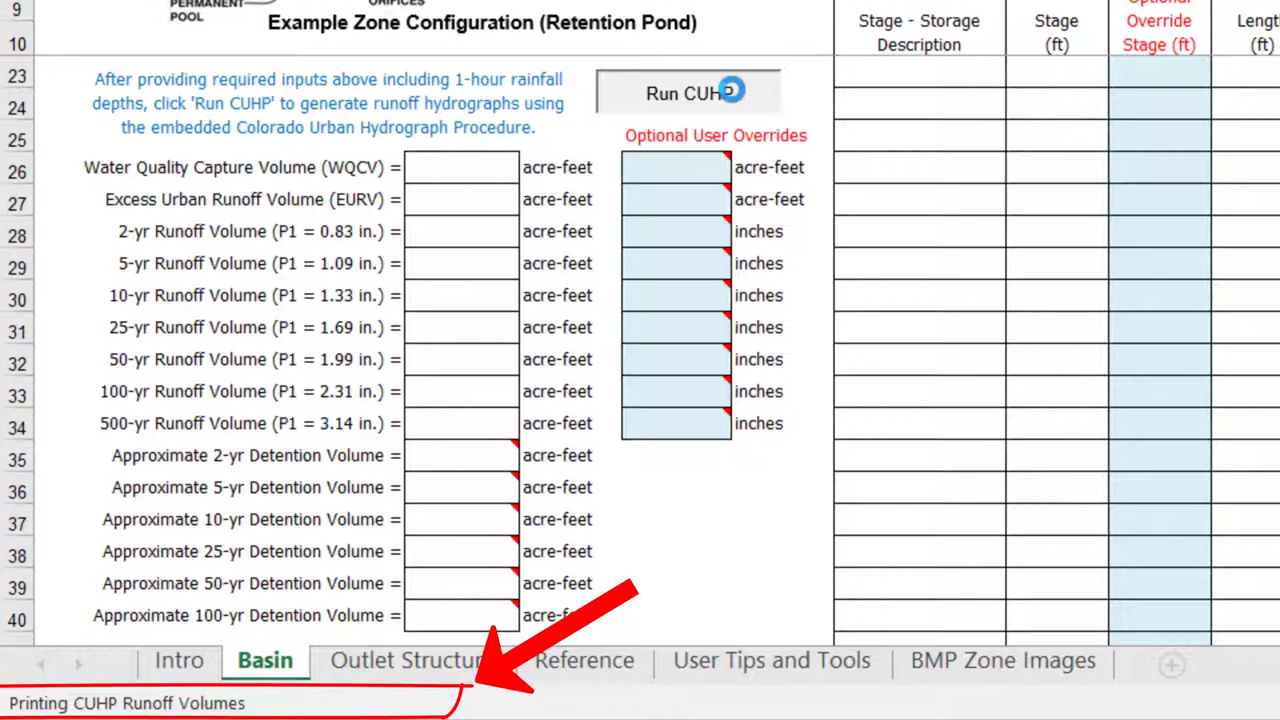 PERMANENT
POOL
ORIFICES
Example Zone Configuration (Retention Pond)
Stage - Storage
Description
Stage
(ft)
Optional
Override
Stage (ft)
Length
(ft)
9
10
23
24
25
26
27
28
29
30
31
32
33
34
35
36
37
38
39
40
After providing required inputs above including 1-hour rainfall
depths, click 'Run CUHP' to generate runoff hydrographs using
the embedded Colorado Urban Hydrograph Procedure.
Run CUHP
Optional User Overrides
Water Quality Capture Volume (WQCV) = acre-feet acre-feet
Excess Urban Runoff Volume (EURV) = acre-feet acre-feet
2-yr Runoff Volume (P1 = 0.83 in.) = acre-feet inches
5-yr Runoff Volume (P1 = 1.09 in.) = acre-feet inches
10-yr Runoff Volume (P1 = 1.33 in.) = acre-feet inches
25-yr Runoff Volume (P1 = 1.69 in.) = acre-feet inches
50-yr Runoff Volume (P1 = 1.99 in.) = acre-feet inches
100-yr Runoff Volume (P1 = 2.31 in.) = acre-feet inches
500-yr Runoff Volume (P1 = 3.14 in.) = acre-feet inches
Approximate 2-yr Detention Volume = acre-feet
Approximate 5-yr Detention Volume = acre-feet
Approximate 10-yr Detention Volume = acre-feet
Approximate 25-yr Detention Volume = acre-feet
Approximate 50-yr Detention Volume = acre-feet
Approximate 100-yr Detention Volume = acre-feet
Intro Basin Outlet Structur Reference User Tips and Tools BMP Zone Images
Printing CUHP Runoff Volumes